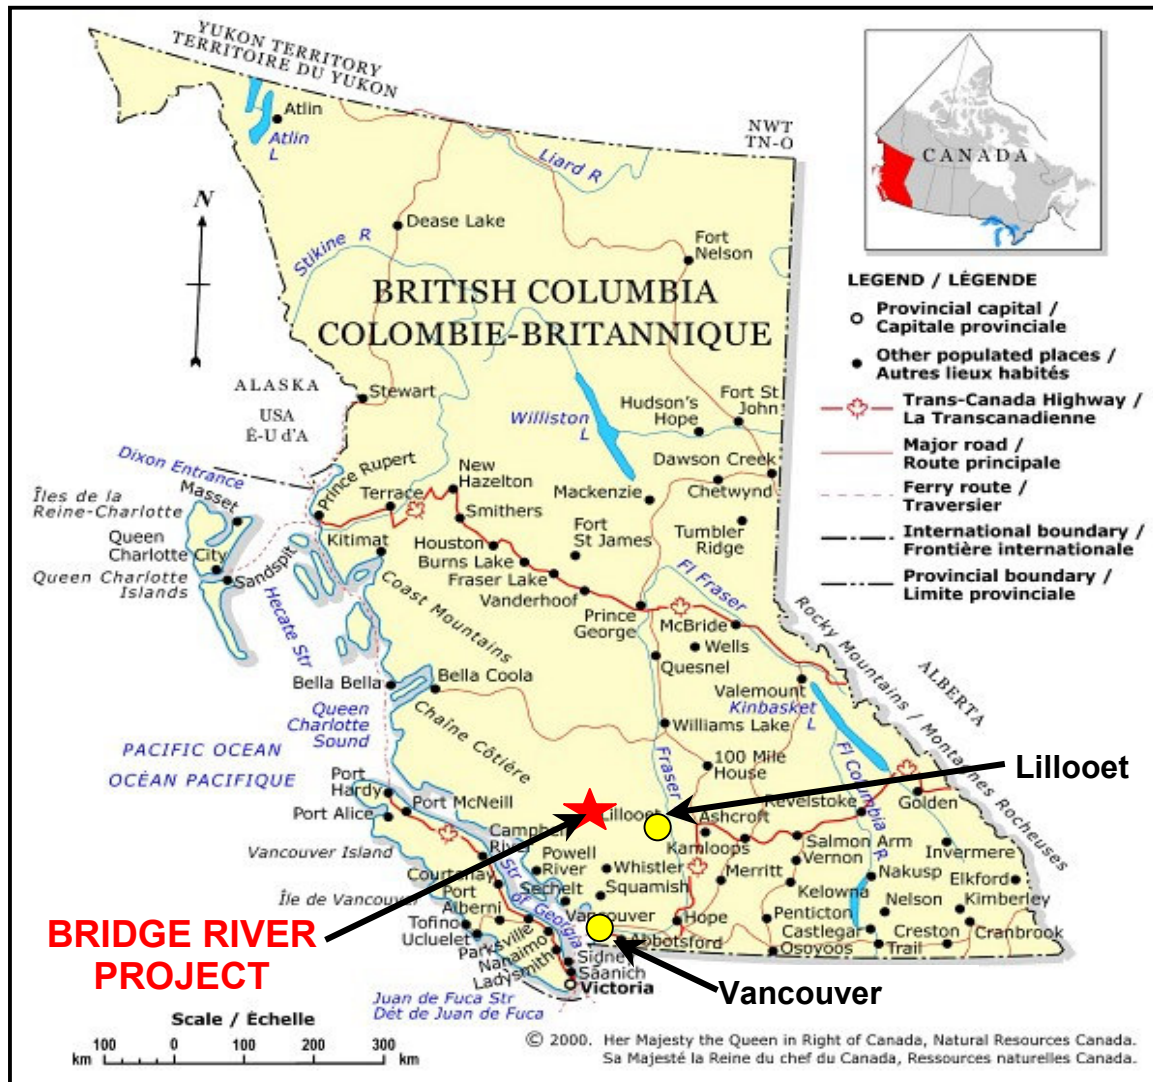 YUKON TERRITORY
TERRITOIRE DU YUKON
NWT
TN-O
Atlin
Atlin
L
Liard R
CANADA
N
Dease Lake
Fort
Nelson
Stikine R
BRITISH COLUMBIA
COLOMBIE-BRITANNIQUE
LEGEND / LÉGENDE
Provincial capital /
Capitale provinciale
Other populated places /
Autres lieux habités
Trans-Canada Highway /
La Transcanadienne
Major road /
Route principale
Ferry route /
Traversier
International boundary /
Frontière internationale
Provincial boundary /
Limite provinciale
ALASKA
USA
É-U d'A
Stewart
Williston
L
Hudson's
Hope
Fort St
John
Dixon Entrance
Masset
Îles de la
Reine-Charlotte
Queen
Charlotte
City
Queen Charlotte
Islands
Sandspit
Prince Rupert
Terrace
New
Hazelton
Kitimat
Smithers
Houston
Burns Lake
Fraser Lake
Vanderhoof
Fort
St James
Mackenzie
Dawson Creek
Chetwynd
Tumbler
Ridge
Hecate Str
Coast Mountains
Prince
George
Fl Fraser
McBride
Wells
Quesnel
Rocky Mountains / Montagnes Rocheuses
ALBERTA
Bella Bella
Bella Coola
Valemount
Kinbasket
L
Queen
Charlotte
Sound
Chaîne Côtière
Williams Lake
PACIFIC OCEAN
OCÉAN PACIFIQUE
Fraser
100 Mile
House
Fl Columbia
R
Lillooet
Port
Hardy
Port McNeill
Port Alice
Lillooet
Ashcroft
Revelstoke
Golden
Campbell
River
Kamloops
Salmon Arm
Vancouver Island
Powell
River
Whistler
Merritt
Vernon
Nakusp
Invermere
Courtenay
Str
of Georgia
Sechelt
Squamish
Kelowna
Elkford
Île de Vancouver
Port
Alberni
Nelson
Kimberley
Tofino
Vancouver
Hope
Penticton
Castlegar
Creston
Cranbrook
Ucluelet
Parksville
Nanaimo
Ladysmith
Abbotsford
Osoyoos
Trail
BRIDGE RIVER
PROJECT
Sidney
Saanich
Victoria
Vancouver
Juan de Fuca Str
Dét de Juan de Fuca
Scale / Échelle
100 0 100 200 300
km km
© 2000. Her Majesty the Queen in Right of Canada, Natural Resources Canada.
Sa Majesté la Reine du chef du Canada, Ressources naturelles Canada.